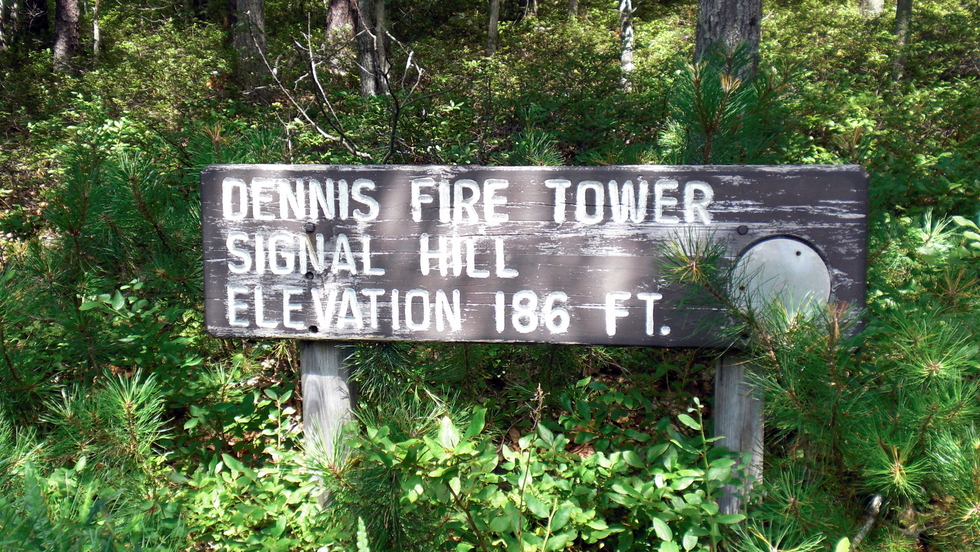 DENNIS FIRE TOWER
SIGNAL HILL
ELEVATION 186 FT.